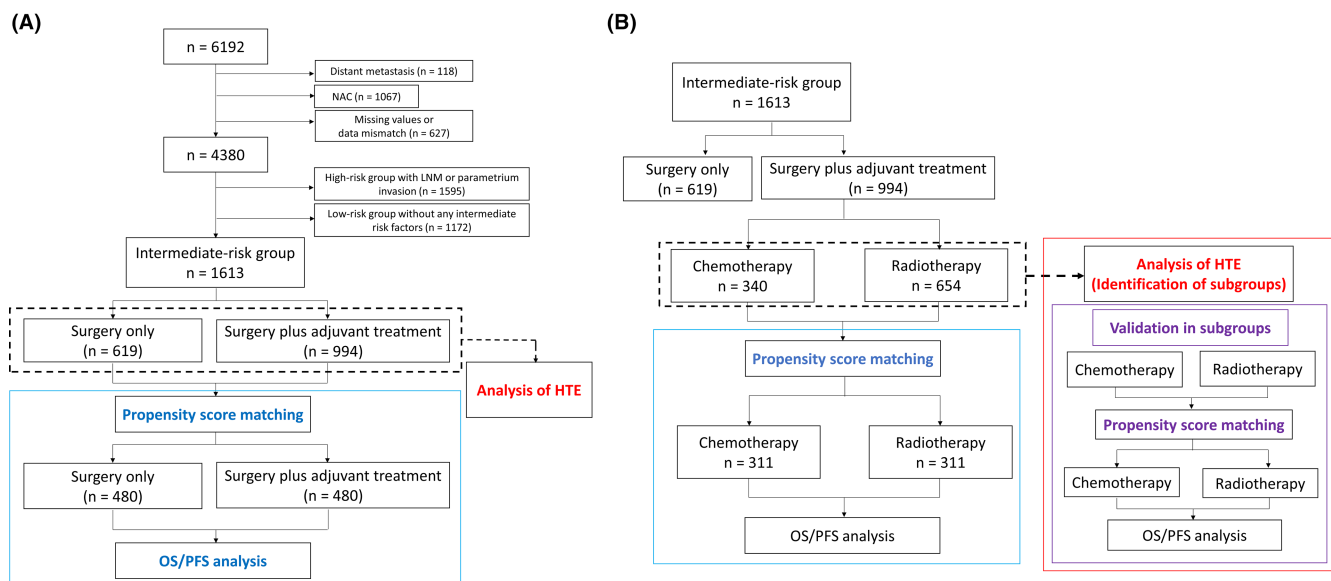 (A)
n = 6192
Distant metastasis (n = 118)
NAC (n = 1067)
Missing values or
data mismatch (n = 627)
n = 4380
High-risk group with LNM or parametrium
invasion (n = 1595)
Low-risk group without any intermediate
risk factors (n = 1172)
Intermediate-risk group
n = 1613
Surgery only
(n = 619)
Surgery plus adjuvant treatment
(n = 994)
Analysis of HTE
Propensity score matching
Surgery only
(n = 480)
Surgery plus adjuvant treatment
(n = 480)
OS/PFS analysis
(B)
Intermediate-risk group
n = 1613
Surgery only
(n = 619)
Surgery plus adjuvant treatment
(n = 994)
Chemotherapy
n = 340
Radiotherapy
n = 654
Propensity score matching
Chemotherapy
n = 311
Radiotherapy
n = 311
OS/PFS analysis
Analysis of HTE
(Identification of subgroups)
Validation in subgroups
Chemotherapy
Radiotherapy
Propensity score matching
Chemotherapy
Radiotherapy
OS/PFS analysis